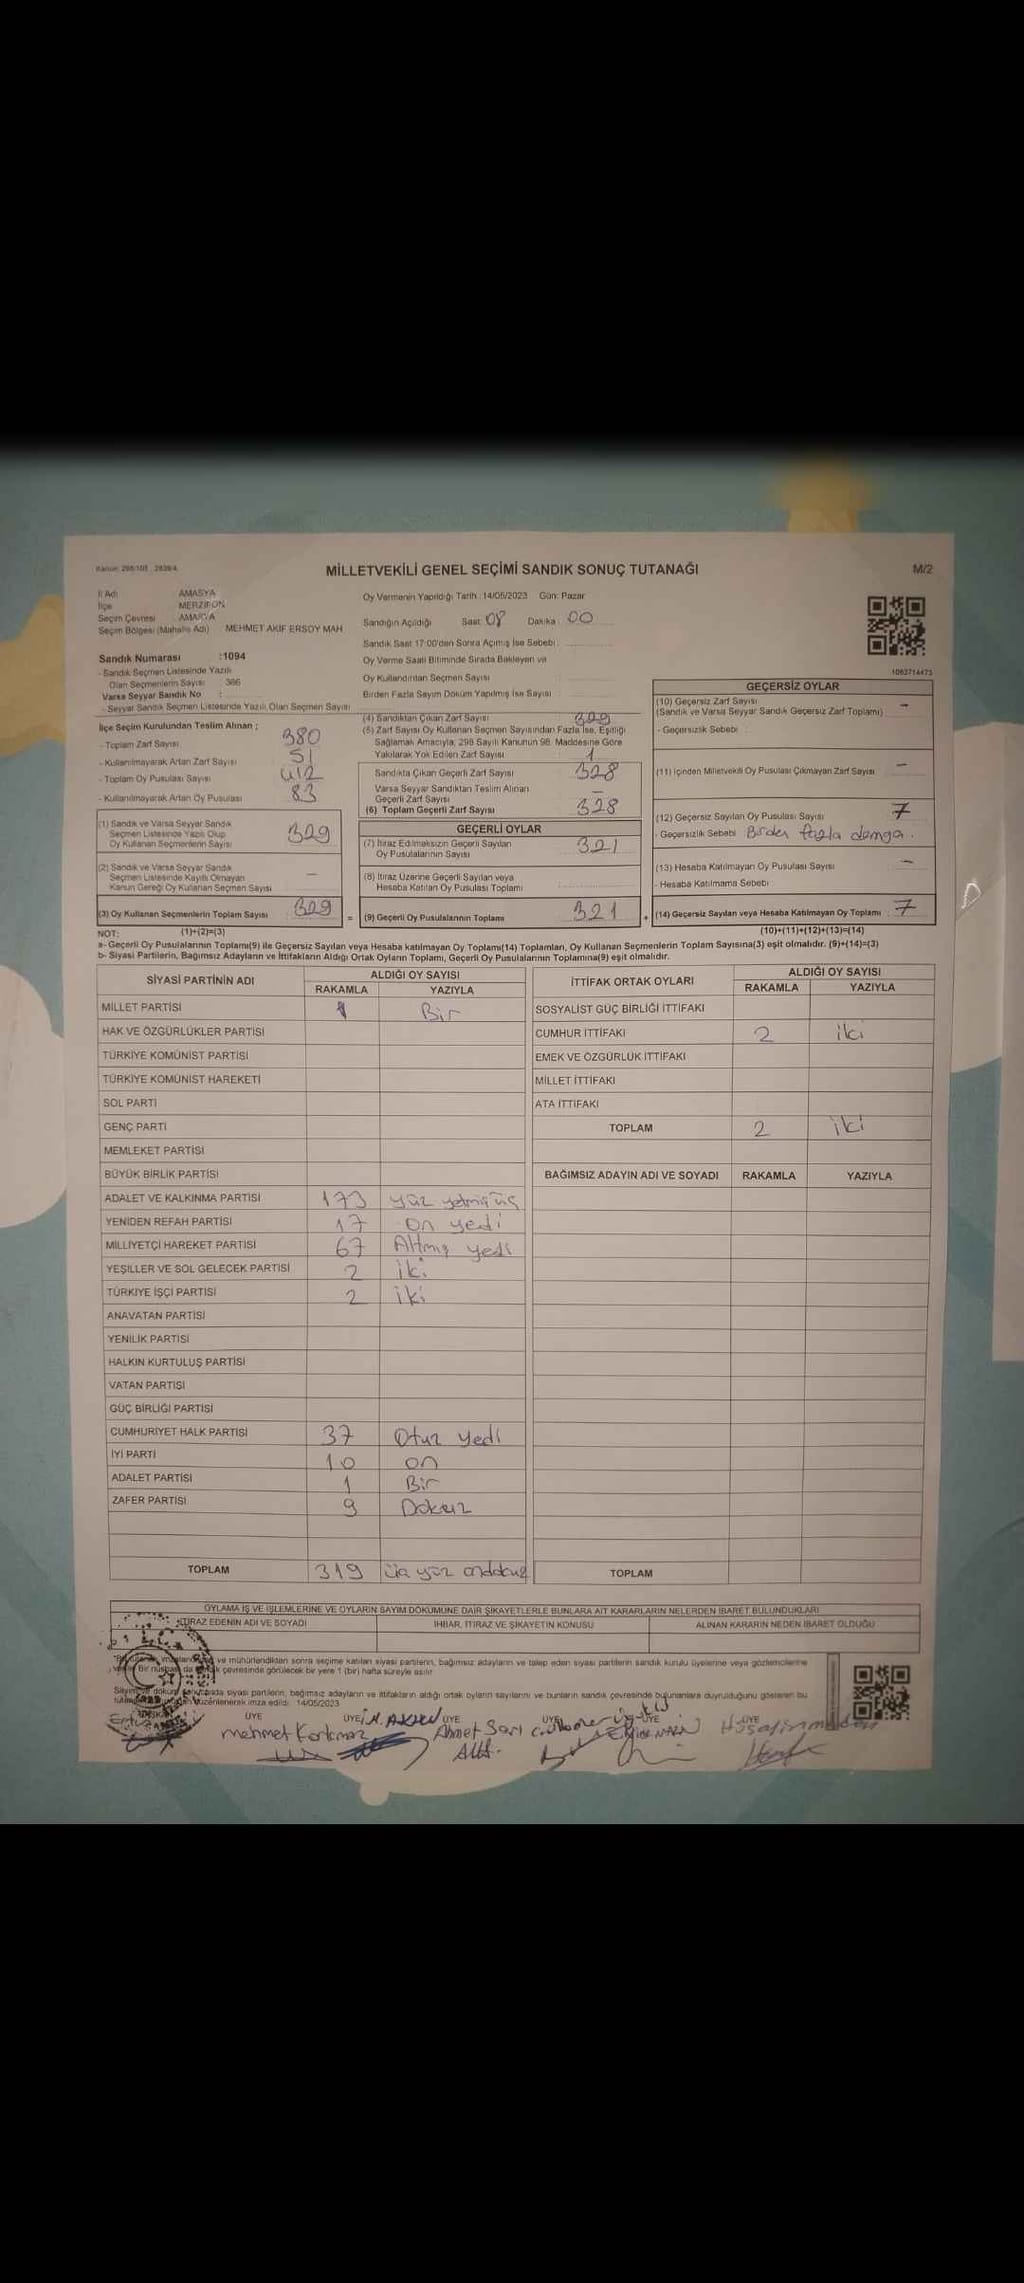 Kanun: 298/105 - 2839/4
MİLLETVEKİLİ GENEL SEÇİMİ SANDIK SONUÇ TUTANAĞI
M/2
İl Adı AMASYA
İlçe MERZİFON
Seçim Çevresi AMASYA
Seçim Bölgesi (Mahalle Adı) MEHMET AKİF ERSOY MAH
Oy Vermenin Yapıldığı Tarih : 14/05/2023 Gün: Pazar
Sandığın Açıldığı Saat: 08 Dakika: 00
Sandık Saat 17:00'den Sonra Açımış İse Sebebi :
Oy Verme Saati Bitiminde Sırada Bekleyen ve
Oy Kullandırılan Seçmen Sayısı
Birden Fazla Sayım Döküm Yapılmış İse Sayısı :
Sandık Numarası :1094
- Sandık Seçmen Listesinde Yazılı
Olan Seçmenlerin Sayısı : 386
Varsa Seyyar Sandık No :
- Seyyar Sandık Seçmen Listesinde Yazılı Olan Seçmen Sayısı
İlçe Seçim Kurulundan Teslim Alınan ;
- Toplam Zarf Sayısı 380
- Kullanılmayarak Artan Zarf Sayısı 51
- Toplam Oy Pusulası Sayısı 412
- Kullanılmayarak Artan Oy Pusulası 83
(1) Sandık ve Varsa Seyyar Sandık
Seçmen Listesinde Yazılı Olup
Oy Kullanan Seçmenlerin Sayısı 329
(2) Sandık ve Varsa Seyyar Sandık
Seçmen Listesinde Kayıtlı Olmayan
Kanun Gereği Oy Kullanan Seçmen Sayısı –
(3) Oy Kullanan Seçmenlerin Toplam Sayısı 329
(4) Sandıktan Çıkan Zarf Sayısı 329
(5) Zarf Sayısı Oy Kullanan Seçmen Sayısından Fazla İse, Eşitliği
Sağlamak Amacıyla; 298 Sayılı Kanunun 98. Maddesine Göre
Yakılarak Yok Edilen Zarf Sayısı 1
Sandıkta Çıkan Geçerli Zarf Sayısı 328
Varsa Seyyar Sandıktan Teslim Alınan
Geçerli Zarf Sayısı –
(6) Toplam Geçerli Zarf Sayısı 328
GEÇERLİ OYLAR
(7) İtiraz Edilmeksizin Geçerli Sayılan
Oy Pusulalarının Sayısı 321
(8) İtiraz Üzerine Geçerli Sayılan veya
Hesaba Katılan Oy Pusulası Toplamı
= (9) Geçerli Oy Pusulalarının Toplamı 321
1063714473
GEÇERSİZ OYLAR
(10) Geçersiz Zarf Sayısı
(Sandık ve Varsa Seyyar Sandık Geçersiz Zarf Toplamı) –
- Geçersizlik Sebebi :
(11) İçinden Milletvekili Oy Pusulası Çıkmayan Zarf Sayısı –
(12) Geçersiz Sayılan Oy Pusulası Sayısı 7
- Geçersizlik Sebebi : Birden fazla damga.
(13) Hesaba Katılmayan Oy Pusulası Sayısı –
- Hesaba Katılmama Sebebi :
+ (14) Geçersiz Sayılan veya Hesaba Katılmayan Oy Toplamı : 7
NOT: (1)+(2)=(3) (10)+(11)+(12)+(13)=(14)
a- Geçerli Oy Pusulalarının Toplamı(9) ile Geçersiz Sayılan veya Hesaba katılmayan Oy Toplamı(14) Toplamları, Oy Kullanan Seçmenlerin Toplam Sayısına(3) eşit olmalıdır. (9)+(14)=(3)
b- Siyasi Partilerin, Bağımsız Adayların ve İttifakların Aldığı Ortak Oyların Toplamı, Geçerli Oy Pusulalarının Toplamına(9) eşit olmalıdır.
SİYASİ PARTİNİN ADI ALDIĞI OY SAYISI
RAKAMLA YAZIYLA
MİLLET PARTİSİ 1 Bir
HAK VE ÖZGÜRLÜKLER PARTİSİ
TÜRKİYE KOMÜNİST PARTİSİ
TÜRKİYE KOMÜNİST HAREKETİ
SOL PARTİ
GENÇ PARTİ
MEMLEKET PARTİSİ
BÜYÜK BİRLİK PARTİSİ
ADALET VE KALKINMA PARTİSİ 173 yüz yetmiş üç
YENİDEN REFAH PARTİSİ 17 on yedi
MİLLİYETÇİ HAREKET PARTİSİ 67 Altmış yedi
YEŞİLLER VE SOL GELECEK PARTİSİ 2 iki
TÜRKİYE İŞÇİ PARTİSİ 2 iki
ANAVATAN PARTİSİ
YENİLİK PARTİSİ
HALKIN KURTULUŞ PARTİSİ
VATAN PARTİSİ
GÜÇ BİRLİĞİ PARTİSİ
CUMHURİYET HALK PARTİSİ 37 Otuz yedi
İYİ PARTİ 10 on
ADALET PARTİSİ 1 Bir
ZAFER PARTİSİ 9 Dokuz
TOPLAM 319 üç yüz ondokuz
İTTİFAK ORTAK OYLARI ALDIĞI OY SAYISI
RAKAMLA YAZIYLA
SOSYALİST GÜÇ BİRLİĞİ İTTİFAKI
CUMHUR İTTİFAKI 2 iki
EMEK VE ÖZGÜRLÜK İTTİFAKI
MİLLET İTTİFAKI
ATA İTTİFAKI
TOPLAM 2 iki
BAĞIMSIZ ADAYIN ADI VE SOYADI RAKAMLA YAZIYLA
TOPLAM
OYLAMA İŞ VE İŞLEMLERİNE VE OYLARIN SAYIM DÖKÜMÜNE DAİR ŞİKAYETLERLE BUNLARA AİT KARARLARIN NELERDEN İBARET BULUNDUKLARI
İTİRAZ EDENİN ADI VE SOYADI İHBAR, İTİRAZ VE ŞİKAYETİN KONUSU ALINAN KARARIN NEDEN İBARET OLDUĞU
ve mühürlendikten sonra seçime katılan siyasi partilerin, bağımsız adayların ve talep eden siyasi partilerin sandık kurulu üyelerine veya gözlemcilerine
çevresinde görülecek bir yere 1 (bir) hafta süreyle asılır
siyasi partilerin, bağımsız adayların ve ittifakların aldığı ortak oyların sayılarını ve bunların sandık çevresinde bulunanlara duyrulduğunu gösteren bu
düzenlenerek imza edildi. 14/05/2023
ÜYE ÜYE ÜYE ÜYE ÜYE ÜYE
mehmet Korkmaz Ahmet Sarı